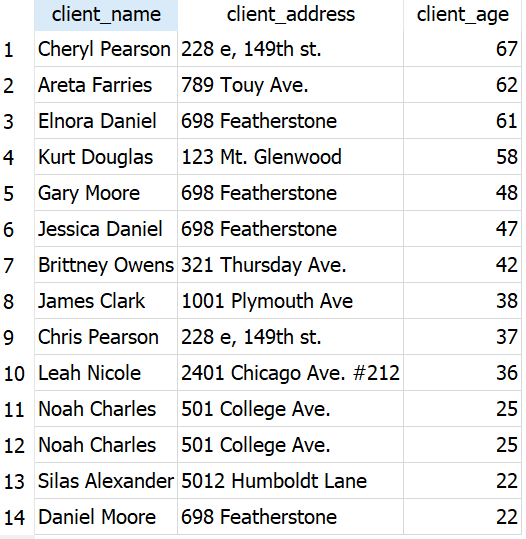 client_name client_address client_age
1 Cheryl Pearson 228 e, 149th st. 67
2 Areta Farries 789 Touy Ave. 62
3 Elnora Daniel 698 Featherstone 61
4 Kurt Douglas 123 Mt. Glenwood 58
5 Gary Moore 698 Featherstone 48
6 Jessica Daniel 698 Featherstone 47
7 Brittney Owens 321 Thursday Ave. 42
8 James Clark 1001 Plymouth Ave 38
9 Chris Pearson 228 e, 149th st. 37
10 Leah Nicole 2401 Chicago Ave. #212 36
11 Noah Charles 501 College Ave. 25
12 Noah Charles 501 College Ave. 25
13 Silas Alexander 5012 Humboldt Lane 22
14 Daniel Moore 698 Featherstone 22